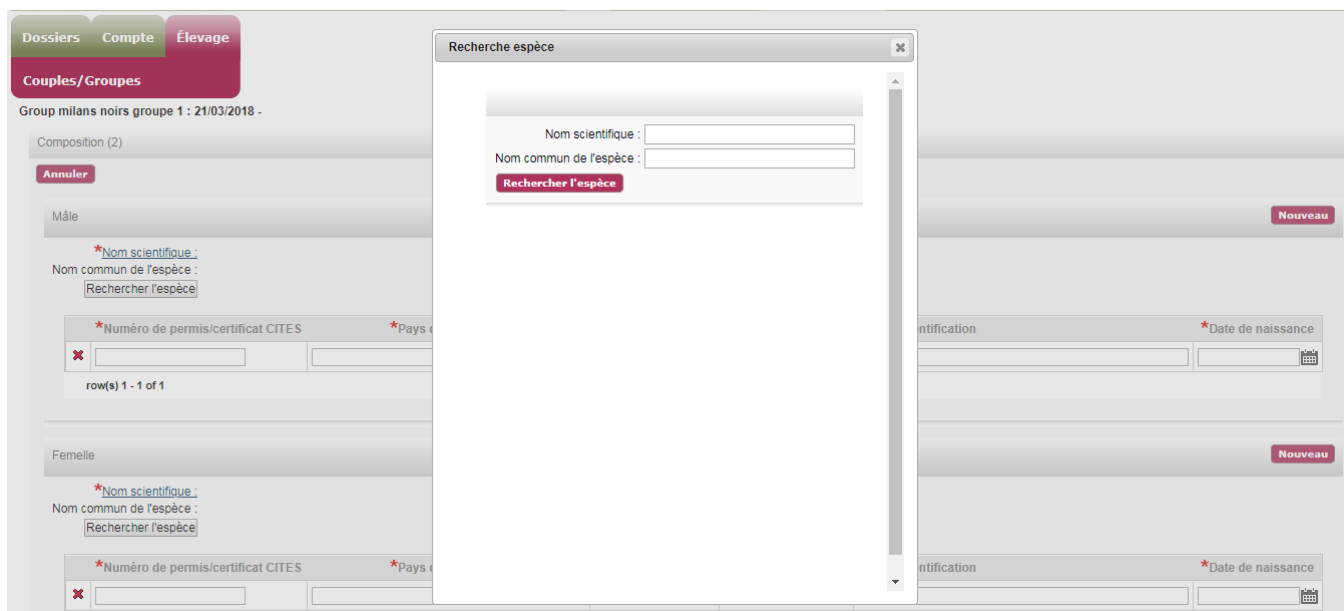 Dossiers Compte Élevage
Couples/Groupes
Group milans noirs groupe 1 : 21/03/2018 -
Composition (2)
Annuler
Mâle
Nouveau
*Nom scientifique :
Nom commun de l'espèce :
Rechercher l'espèce
*Numéro de permis/certificat CITES *Pays ntification *Date de naissance
row(s) 1 - 1 of 1
Femelle
Nouveau
*Nom scientifique :
Nom commun de l'espèce :
Rechercher l'espèce
*Numéro de permis/certificat CITES *Pays ntification *Date de naissance
Recherche espèce
Nom scientifique :
Nom commun de l'espèce :
Rechercher l'espèce